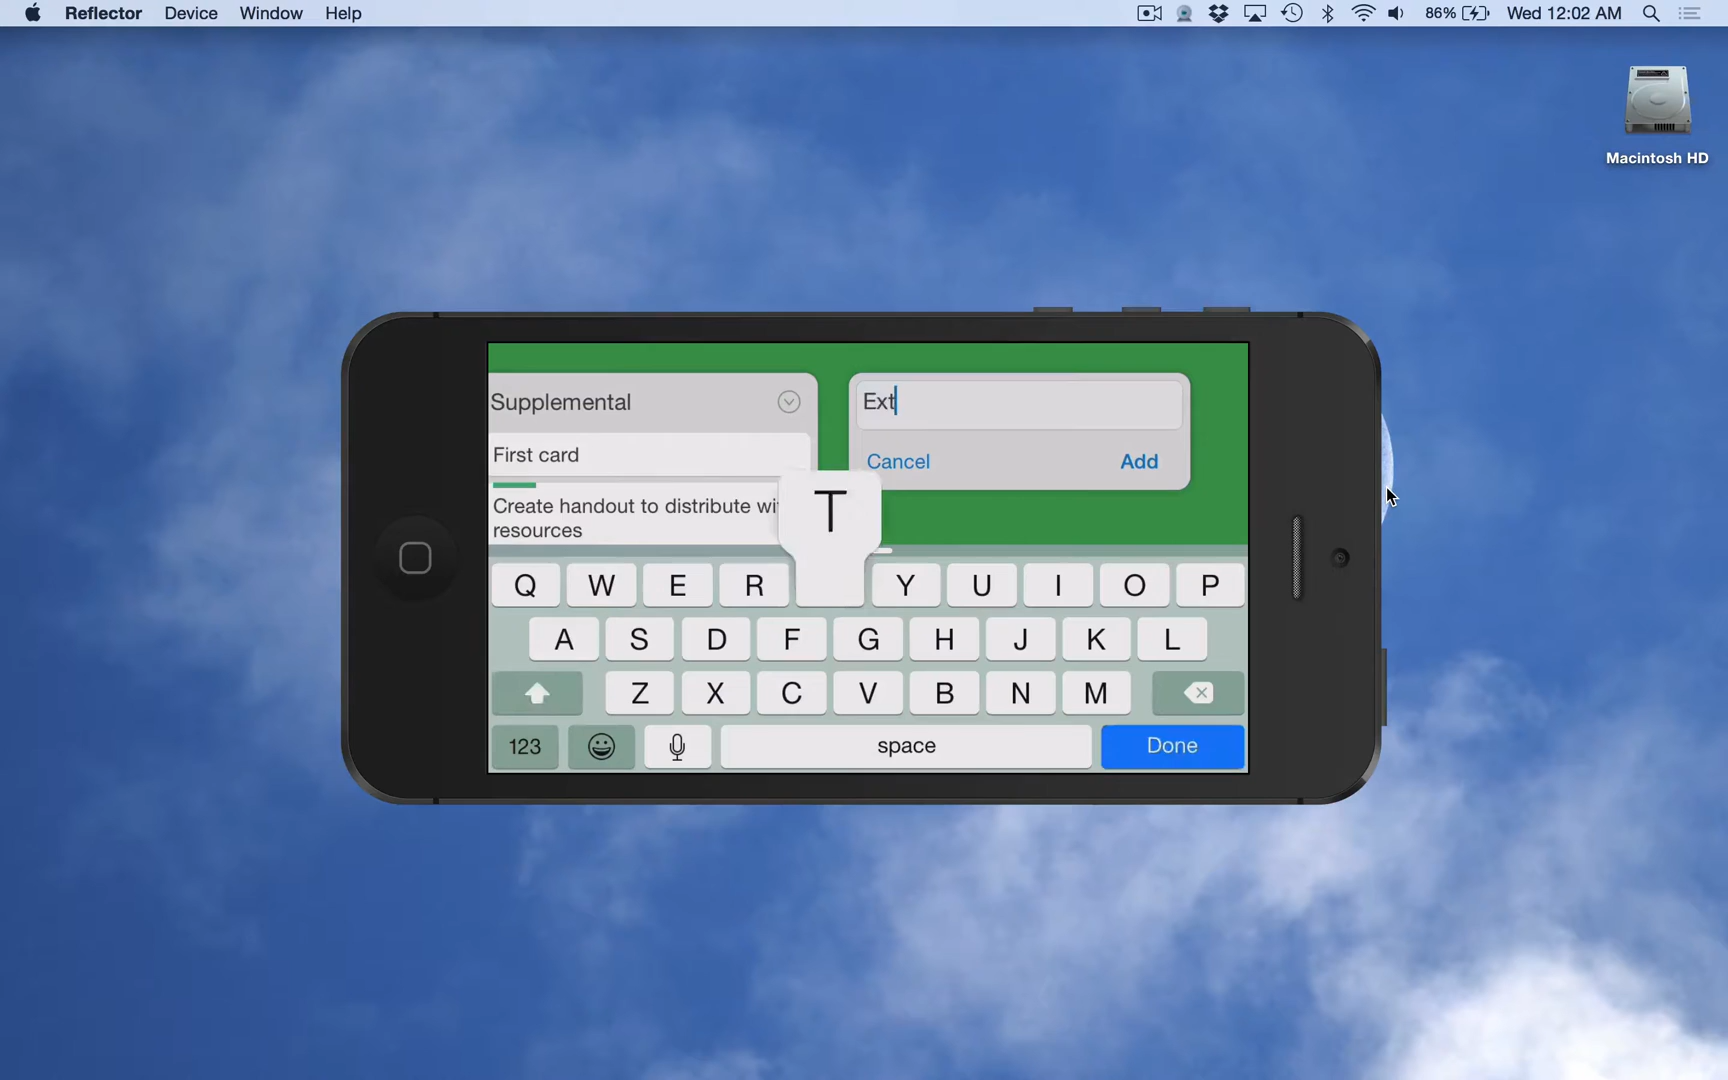 Reflector Device Window Help 86% Wed 12:02 AM
Macintosh HD
Supplemental
Ext
First card
Cancel Add
Create handout to distribute wi
resources
T
Q W E R Y U I O P
A S D F G H J K L
Z X C V B N M
123 space Done